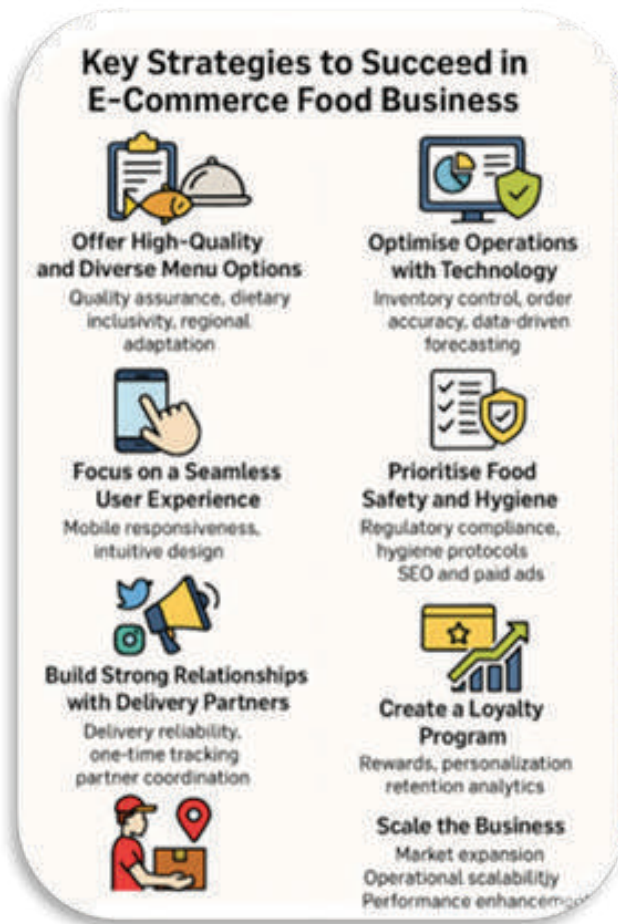 Key Strategies to Succeed in
E-Commerce Food Business
Offer High-Quality
and Diverse Menu Options
Quality assurance, dietary
inclusivity, regional
adaptation
Optimise Operations
with Technology
Inventory control, order
accuracy, data-driven
forecasting
Focus on a Seamless
User Experience
Mobile responsiveness,
intuitive design
Prioritise Food
Safety and Hygiene
Regulatory compliance,
hygiene protocols
SEO and paid ads
Build Strong Relationships
with Delivery Partners
Delivery reliability,
one-time tracking
partner coordination
Create a Loyalty
Program
Rewards, personalization
retention analytics
Scale the Business
Market expansion
Operational scalabilitjy
Performance enhancemen